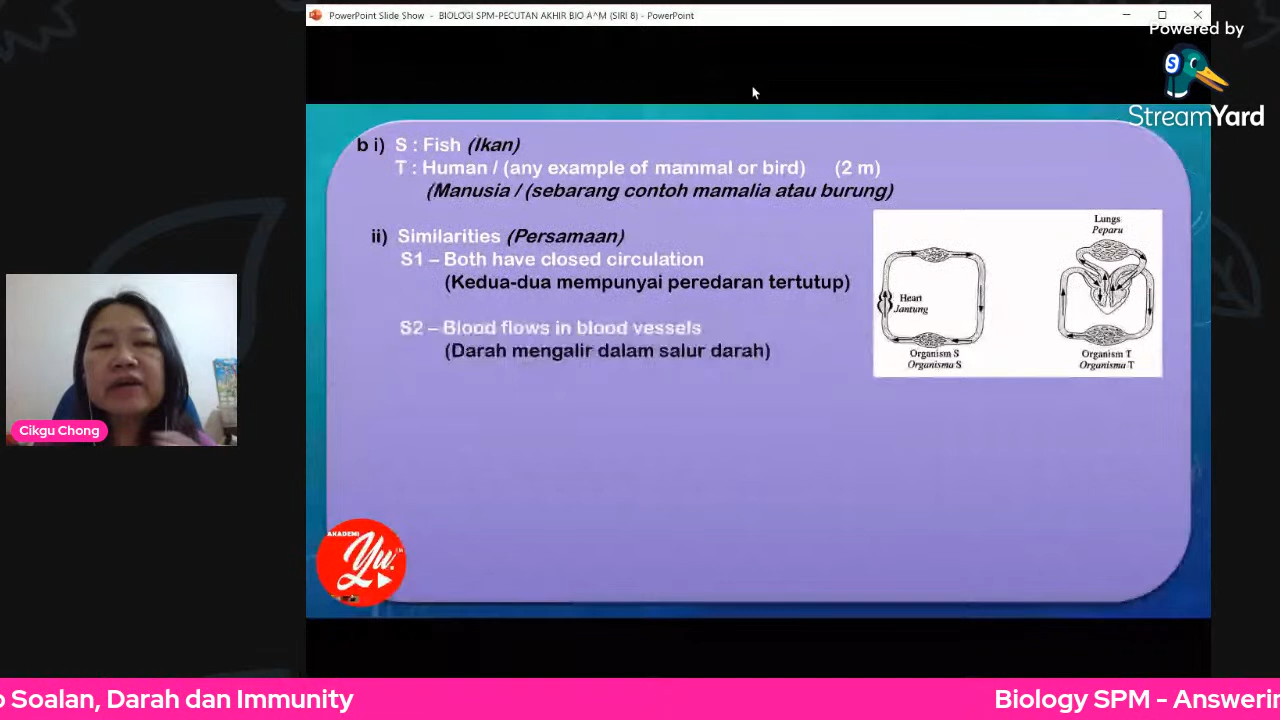 PowerPoint Slide Show - BIOLOGI SPM-PECUTAN AKHIR BIO A^M (SIRI 8) - PowerPoint
Powered by
S
StreamYard
b i) S : Fish (Ikan)
T : Human / (any example of mammal or bird) (2 m)
(Manusia / (sebarang contoh mamalia atau burung)
ii) Similarities (Persamaan)
S1 – Both have closed circulation
(Kedua-dua mempunyai peredaran tertutup)
S2 – Blood flows in blood vessels
(Darah mengalir dalam salur darah)
Lungs
Peparu
Heart
Jantung
Organism S
Organisma S
Organism T
Organisma T
Cikgu Chong
AKADEMI
Yu.
o Soalan, Darah dan Immunity
Biology SPM - Answerin